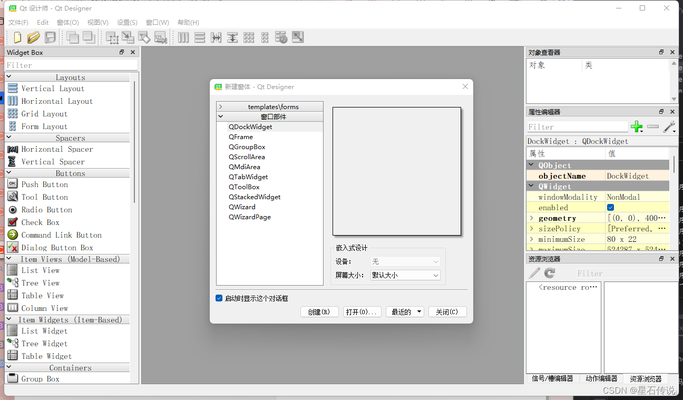 Qt 设计师 - Qt Designer
文件(F) Edit 窗体(O) 视图(V) 设置(S) 窗口(W) 帮助(H)
Widget Box
Filter
Layouts
Vertical Layout
Horizontal Layout
Grid Layout
Form Layout
Spacers
Horizontal Spacer
Vertical Spacer
Buttons
Push Button
Tool Button
Radio Button
Check Box
Command Link Button
Dialog Button Box
Item Views (Model-Based)
List View
Tree View
Table View
Column View
Item Widgets (Item-Based)
List Widget
Tree Widget
Table Widget
Containers
Group Box
新建窗体 - Qt Designer
templates\forms
窗口部件
QDockWidget
QFrame
QGroupBox
QScrollArea
QMdiArea
QTabWidget
QToolBox
QStackedWidget
QWizard
QWizardPage
嵌入式设计
设备: 无
屏幕大小: 默认大小
启动时显示这个对话框
创建(R) 打开(O)... 最近的 关闭(C)
对象查看器
对象 类
属性编辑器
Filter
DockWidget : QDockWidget
属性 值
QObject
objectName DockWidget
QWidget
windowModality NonModal
enabled
geometry [(0, 0), 400...
sizePolicy [Preferred, ...
minimumSize 80 x 22
maximumSize 524287 x 524...
资源浏览器
Filter
<resource ro...
信号/槽编辑器 动作编辑器 资源浏览器
CSDN @星石传说